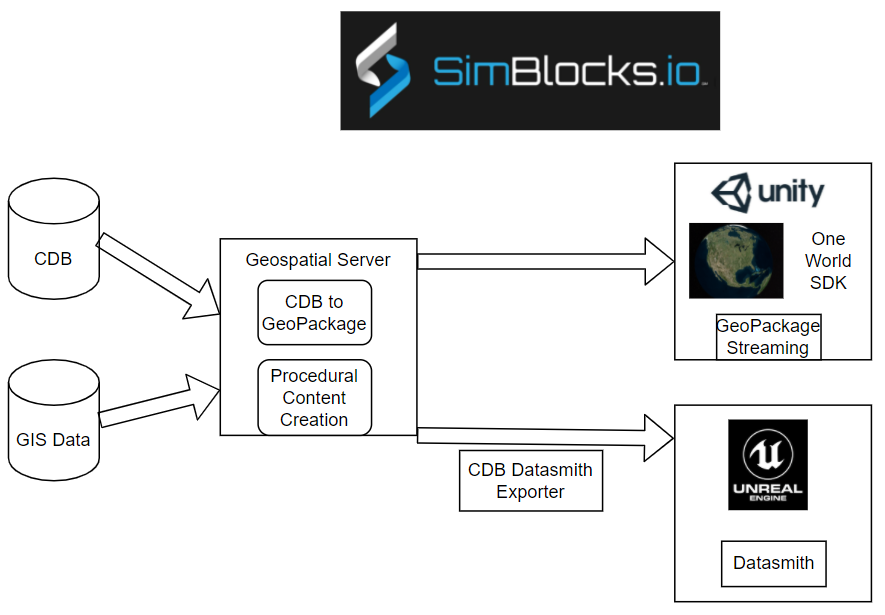 SimBlocks.io
CDB
GIS Data
Geospatial Server
CDB to
GeoPackage
Procedural
Content
Creation
CDB Datasmith
Exporter
unity
One
World
SDK
GeoPackage
Streaming
UNREAL
ENGINE
Datasmith